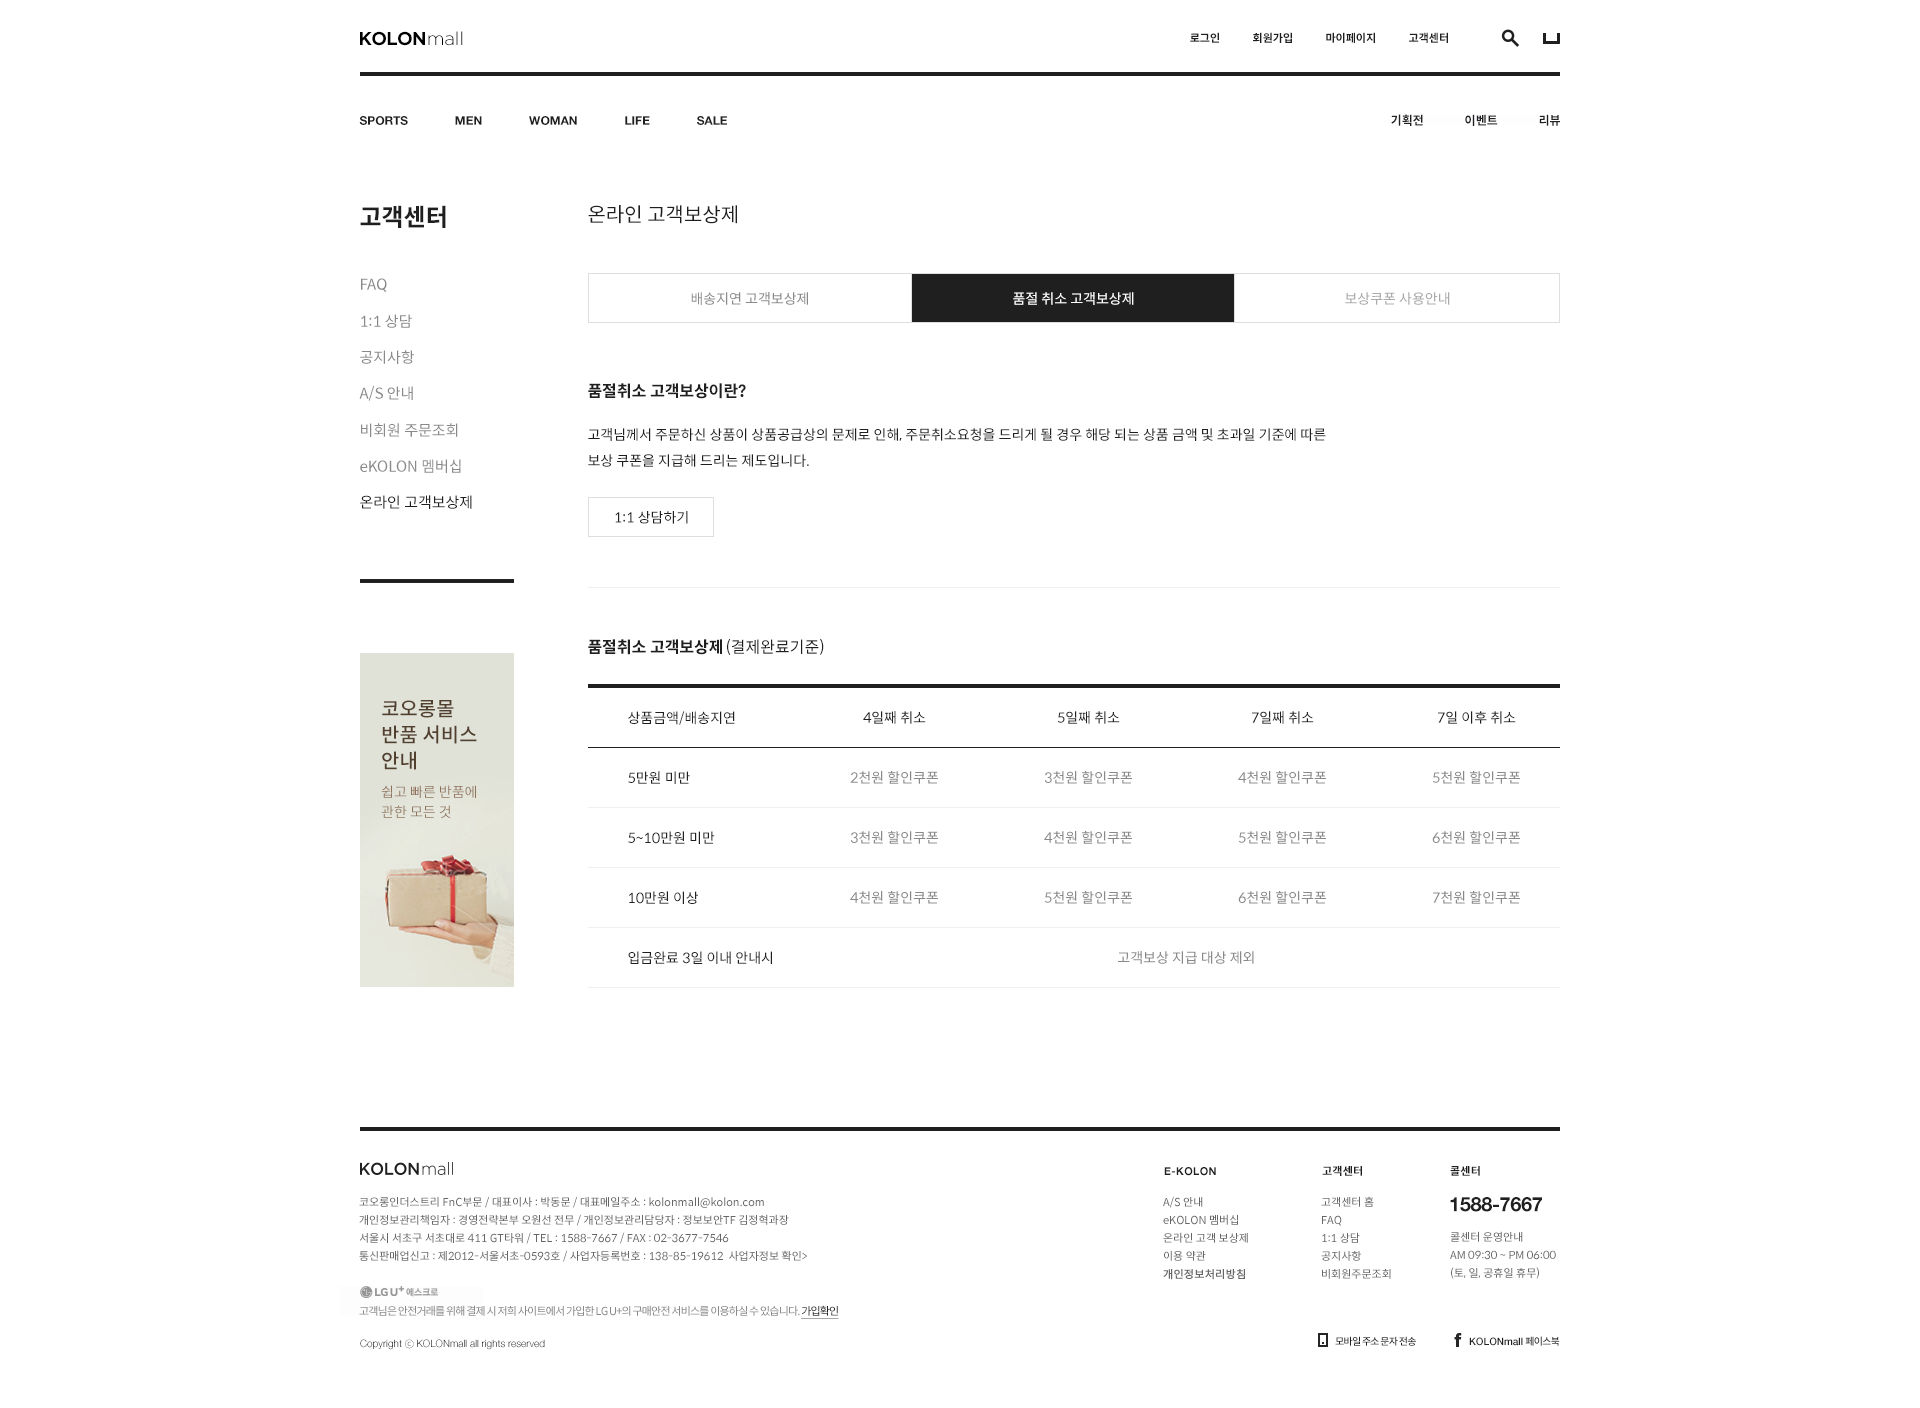 KOLONmall
로그인 회원가입 마이페이지 고객센터
SPORTS MEN WOMAN LIFE SALE 기획전 이벤트 리뷰
고객센터
FAQ
1:1 상담
공지사항
A/S 안내
비회원 주문조회
eKOLON 멤버십
온라인 고객보상제
코오롱몰
반품 서비스
안내
쉽고 빠른 반품에
관한 모든 것
온라인 고객보상제
배송지연 고객보상제 품절 취소 고객보상제 보상쿠폰 사용안내
품절취소 고객보상이란?
고객님께서 주문하신 상품이 상품공급상의 문제로 인해, 주문취소요청을 드리게 될 경우 해당 되는 상품 금액 및 초과일 기준에 따른
보상 쿠폰을 지급해 드리는 제도입니다.
1:1 상담하기
품절취소 고객보상제 (결제완료기준)
상품금액/배송지연 4일째 취소 5일째 취소 7일째 취소 7일 이후 취소
5만원 미만 2천원 할인쿠폰 3천원 할인쿠폰 4천원 할인쿠폰 5천원 할인쿠폰
5~10만원 미만 3천원 할인쿠폰 4천원 할인쿠폰 5천원 할인쿠폰 6천원 할인쿠폰
10만원 이상 4천원 할인쿠폰 5천원 할인쿠폰 6천원 할인쿠폰 7천원 할인쿠폰
입금완료 3일 이내 안내시 고객보상 지급 대상 제외
KOLONmall
코오롱인더스트리 FnC부문 / 대표이사 : 박동문 / 대표메일주소 : kolonmall@kolon.com
개인정보관리책임자 : 경영전략본부 오원선 전무 / 개인정보관리담당자 : 정보보안TF 김정혁과장
서울시 서초구 서초대로 411 GT타워 / TEL : 1588-7667 / FAX : 02-3677-7546
통신판매업신고 : 제2012-서울서초-0593호 / 사업자등록번호 : 138-85-19612 사업자정보 확인>
LG U+ 에스크로
고객님은 안전거래를 위해 결제 시 저희 사이트에서 가입한 LG U+의 구매안전 서비스를 이용하실 수 있습니다. 가입확인
Copyright ⓒ KOLONmall all rights reserved
E-KOLON
A/S 안내
eKOLON 멤버십
온라인 고객 보상제
이용 약관
개인정보처리방침
고객센터
고객센터 홈
FAQ
1:1 상담
공지사항
비회원주문조회
콜센터
1588-7667
콜센터 운영안내
AM 09:30 ~ PM 06:00
(토, 일, 공휴일 휴무)
모바일 주소 문자 전송
KOLONmall 페이스북